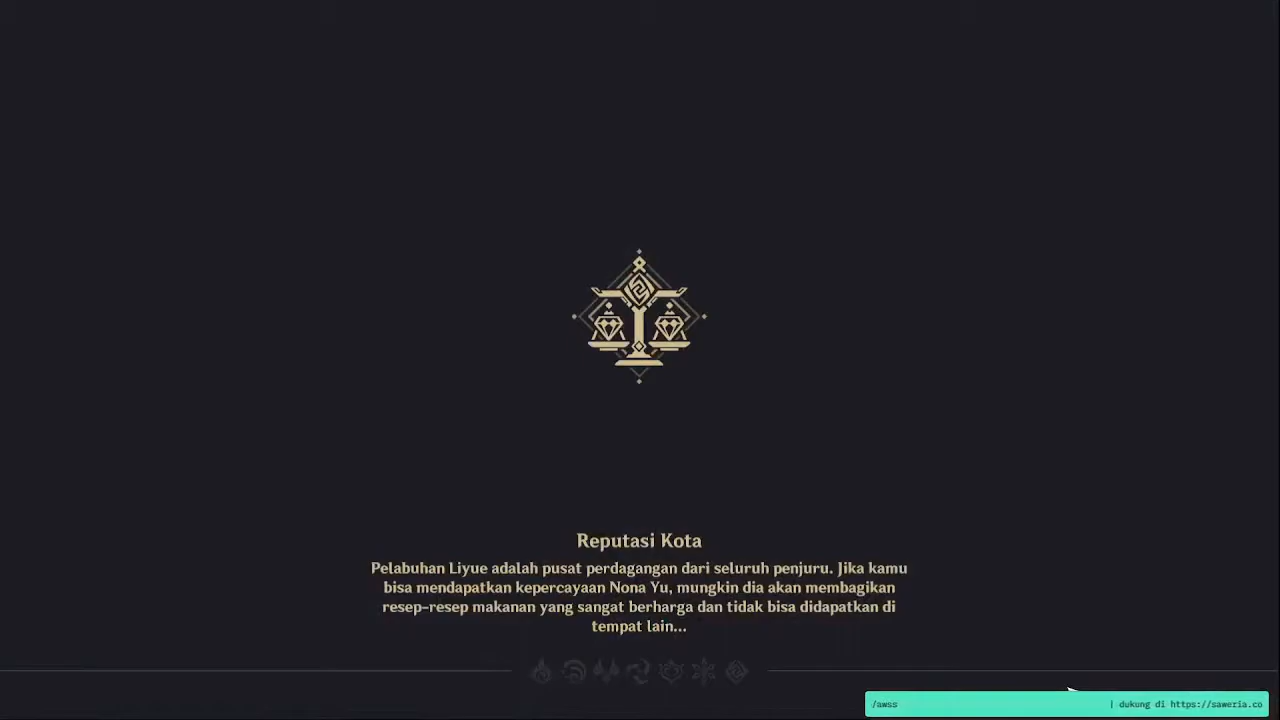 Reputasi Kota
Pelabuhan Liyue adalah pusat perdagangan dari seluruh penjuru. Jika kamu
bisa mendapatkan kepercayaan Nona Yu, mungkin dia akan membagikan
resep-resep makanan yang sangat berharga dan tidak bisa didapatkan di
tempat lain...
/awss | dukung di https://saweria.co